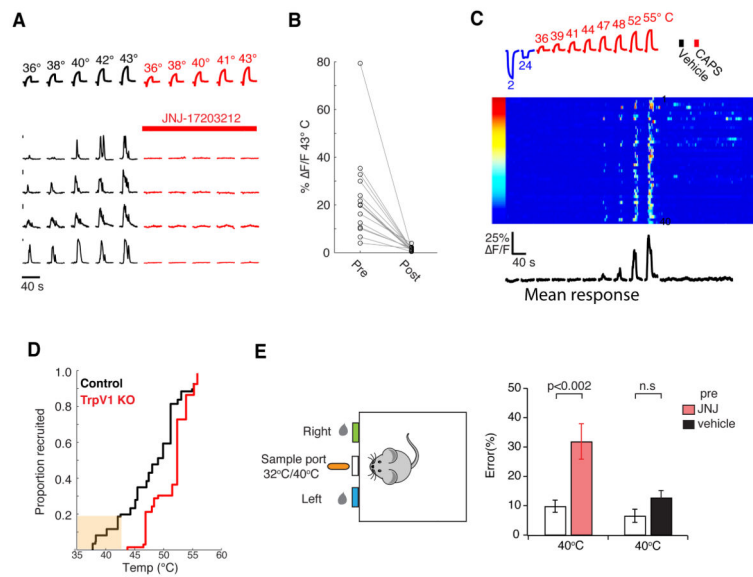 A
36° 38° 40° 42° 43° 36° 38° 40° 41° 43°
JNJ-17203212
40 s
B
% ΔF/F 43° C
80
60
40
20
0
Pre
Post
C
2
24
36 39 41 44 47 48 52 55° C
Vehicle
CAPS
1
40
25%
ΔF/F
40 s
Mean response
D
Control
TrpV1 KO
Proportion recruited
1.0
0.8
0.6
0.4
0.2
35 40 45 50 55 60
Temp (°C)
E
Right
Sample port
32°C/40°C
Left
p<0.002
n.s
pre
JNJ
vehicle
Error(%)
50
40
30
20
10
0
40°C
40°C